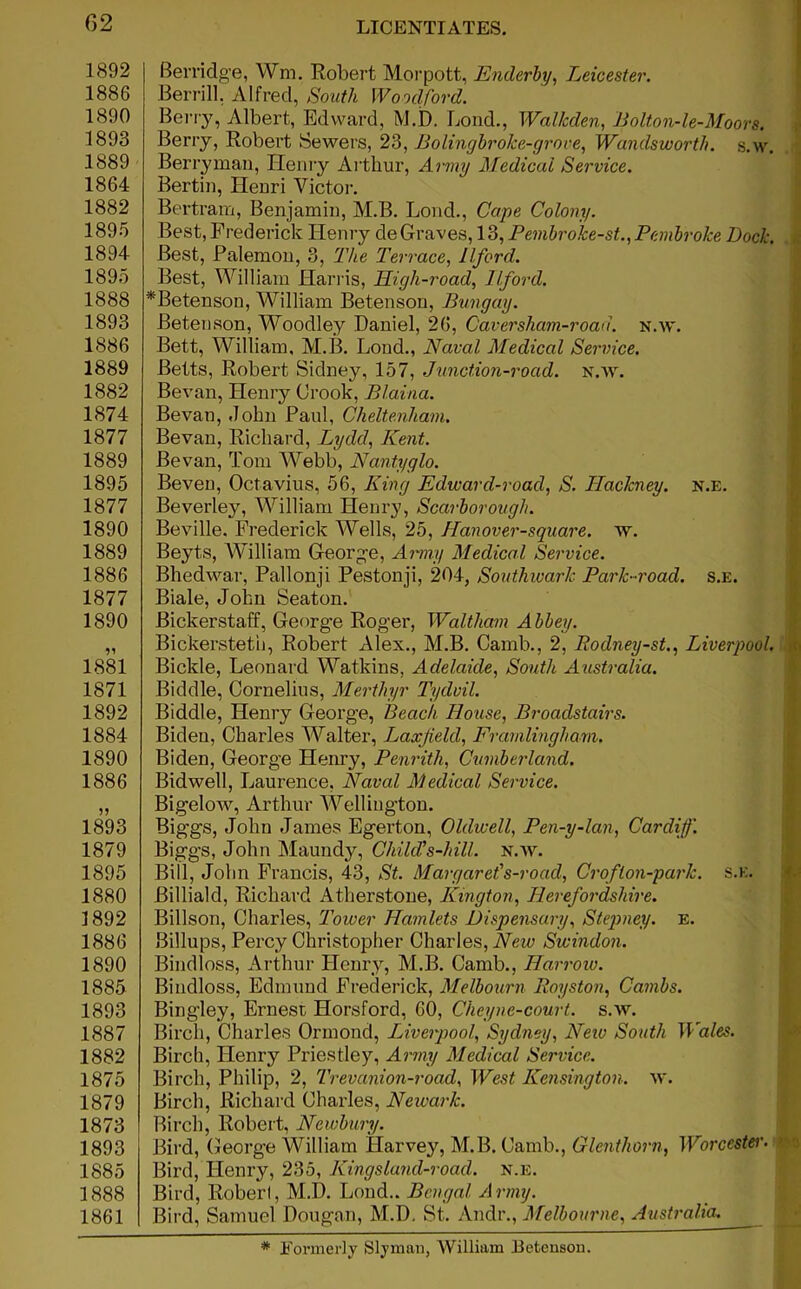 62
LICENTIATES.
1892 Berridge, Wm. Robert Morpott, Enderby, Leicester.
1886 Berrill, Alfred, South Woodford.
1890 Berry, Albert, Edward, M.D. Lond., Walkden, Bolton-le-Moors.
1893 Berry, Robert Sewers, 23, Bolingbroke-grove, Wandsworth. S.W.
1889 Berryman, Henry Arthur, Army Medical Service.
1864 Bertin, Henri Victor.
1882 Bertram, Benjamin, M.B. Lond., Cape Colony.
1895 Best, Frederick Henry de Graves, 13, Pembroke-st., Pembroke Dock.
1894 Best, Palemon, 3, The Terrace, Ilford.
1895 Best, William Harris, High-road, Ilford.
1888 *Betenson, William Betenson, Bungay.
1893 Betenson, Woodley Daniel, 26, Caversham-road. N.W.
1886 Bett, William, M.B. Lond., Naval Medical Service.
1889 Betts, Robert Sidney, 157, Junction-road. N.W.
1882 Bevan, Henry Crook, Blaina.
1874 Bevan, John Paul, Cheltenham.
1877 Bevan, Richard, Lydd, Kent.
1889 Bevan, Tom Webb, Nantyglo.
1895 Beven, Octavius, 56, King Edward-road, S. Hackney. N.E.
1877 Beverley, William Henry, Scarborough.
1890 Beville, Frederick Wells, 25, Hanover-square. W.
1889 Beyts, William George, Army Medical Service.
1886 Bhedwar, Pallonji Pestonji, 204, Southwark Park-road. S.E.
1877 Biale, John Seaton.
1890 Bickerstaff, George Roger, Waltham Abbey.
„ Bickersteth, Robert Alex., M.B. Camb., 2, Rodney-st., Liverpool.
1881 Bickle, Leonard Watkins, Adelaide, South Australia.
1871 Biddle, Cornelius, Merthyr Tydvil.
1892 Biddle, Henry George, Beach House, Broadstairs.
1884 Biden, Charles Walter, Laxfield, Framlingham.
1890 Biden, George Henry, Penrith, Cumberland.
1886 Bidwell, Laurence, Naval Medical Service.
„ Bigelow, Arthur Wellington.
1893 Biggs, John James Egerton, Oldwell, Pen-y-lan, Cardiff.
1879 Biggs, John Maundy, Child's-hill. N.W.
1895 Bill, John Francis, 43, St. Margaret's-road, Crofton-park. S.E.
1880 Billiald, Richard Atherstone, Kington, Herefordshire.
1892 Billson, Charles, Tower Hamlets Dispensary, Stepney. E.
1886 Billups, Percy Christopher Charles, New Swindon.
1890 Bindloss, Arthur Henry, M.B. Camb., Harrow.
1885 Bindloss, Edmund Frederick, Melbourn Royston, Cambs.
1893 Bingley, Ernest Horsford, 60, Cheyne-court. S.W.
1887 Birch, Charles Ormond, Liverpool, Sydney, New South Wales.
1882 Birch, Henry Priestley, Army Medical Service.
1875 Birch, Philip, 2, Trevanion-road, West Kensington. W.
1879 Birch, Richard Charles, Newark.
1873 Birch, Robert, Newbury.
1893 Bird, George William Harvey, M.B. Camb., Glenthorn, Worcester.
1885 Bird, Henry, 235, Kingsland-road. N.E.
1888 Bird, Robert, M.D. Lond.. Bengal Army.
1861 Bird, Samuel Dougan, M.D. St. Andr., Melbourne, Australia.
* Formerly Slyman, William Betenson.